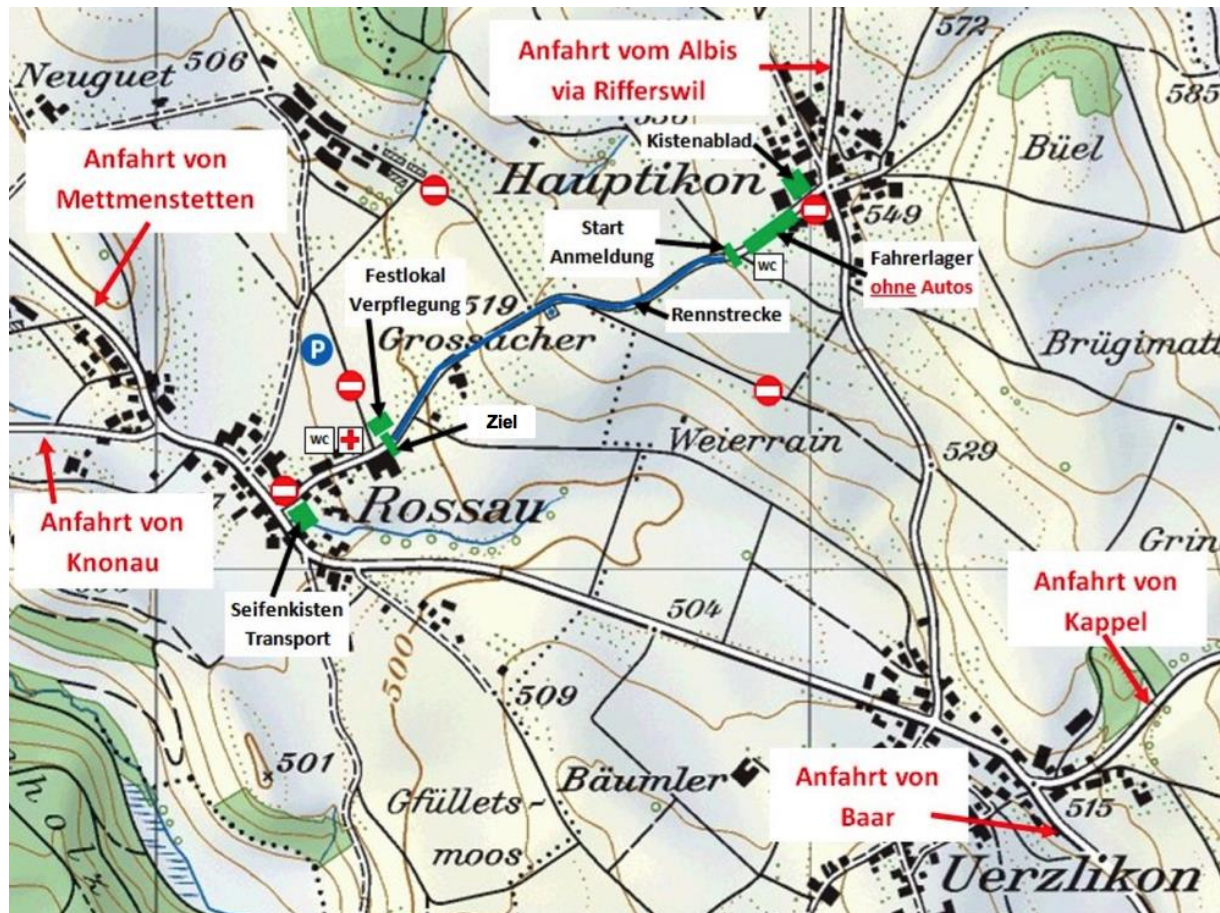 Neuguet
506
Anfahrt von
Mettmenstetten
Anfahrt vom Albis
via Rifferswil
572
585
Kistenablad
Hauptikon
Büel
549
Start
Anmeldung
WC
Fahrerlager
ohne Autos
Festlokal
Verpflegung
519
Grossacher
Rennstrecke
Brügimatt
P
Ziel
WC
Weierrain
529
Rossau
Anfahrt von
Knonau
Grin
Anfahrt von
Kappel
Seifenkisten
Transport
500
504
509
501
Bäumler
Anfahrt von
Baar
515
Gfüllets-
moos
Uerzlikon
holz